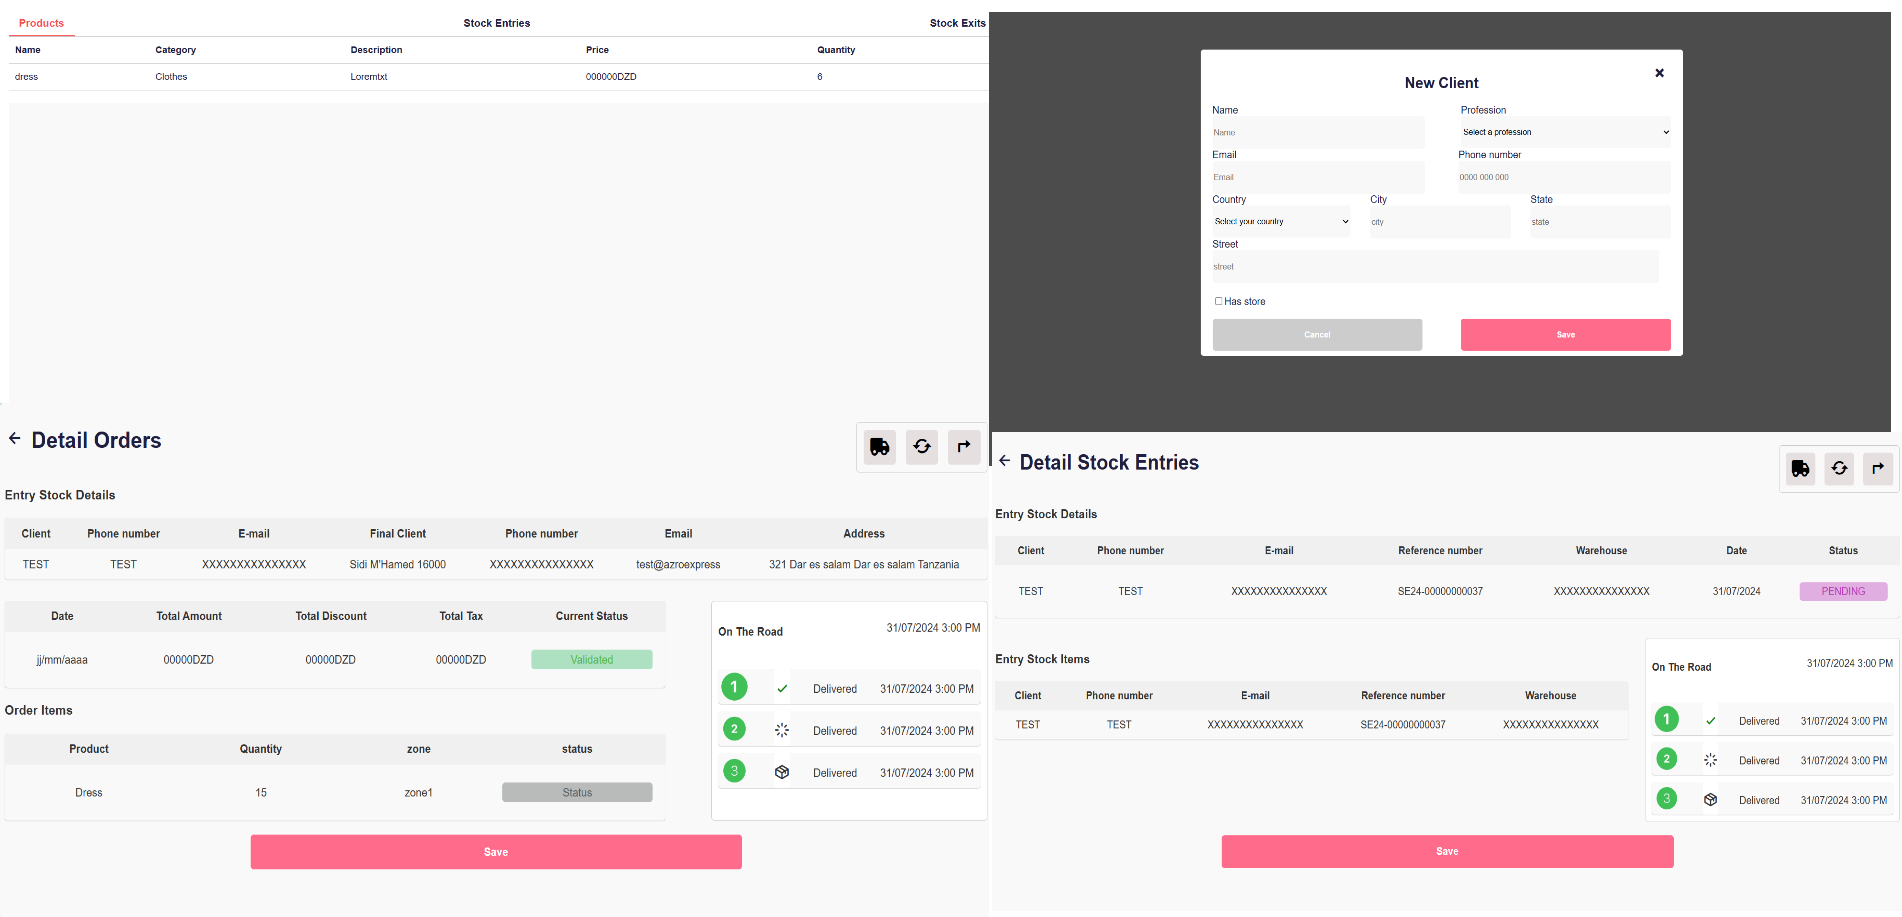 Products Stock Entries Stock Exits
Name Category Description Price Quantity
dress Clothes Loremtxt 000000DZD 6
New Client
Name Profession
Name Select a profession
Email Phone number
Email 0000 000 000
Country City State
Select your country city state
Street
street
Has store
Cancel Save
Detail Orders
Entry Stock Details
Client Phone number E-mail Final Client Phone number Email Address
TEST TEST XXXXXXXXXXXXXXX Sidi M'Hamed 16000 XXXXXXXXXXXXXXX test@azroexpress 321 Dar es salam Dar es salam Tanzania
Date Total Amount Total Discount Total Tax Current Status
jj/mm/aaaa 00000DZD 00000DZD 00000DZD Validated
Order Items
Product Quantity zone status
Dress 15 zone1 Status
On The Road 31/07/2024 3:00 PM
1 Delivered 31/07/2024 3:00 PM
2 Delivered 31/07/2024 3:00 PM
3 Delivered 31/07/2024 3:00 PM
Save
Detail Stock Entries
Entry Stock Details
Client Phone number E-mail Reference number Warehouse Date Status
TEST TEST XXXXXXXXXXXXXXX SE24-00000000037 XXXXXXXXXXXXXXX 31/07/2024 PENDING
Entry Stock Items
Client Phone number E-mail Reference number Warehouse
TEST TEST XXXXXXXXXXXXXXX SE24-00000000037 XXXXXXXXXXXXXXX
On The Road 31/07/2024 3:00 PM
1 Delivered 31/07/2024 3:00 PM
2 Delivered 31/07/2024 3:00 PM
3 Delivered 31/07/2024 3:00 PM
Save